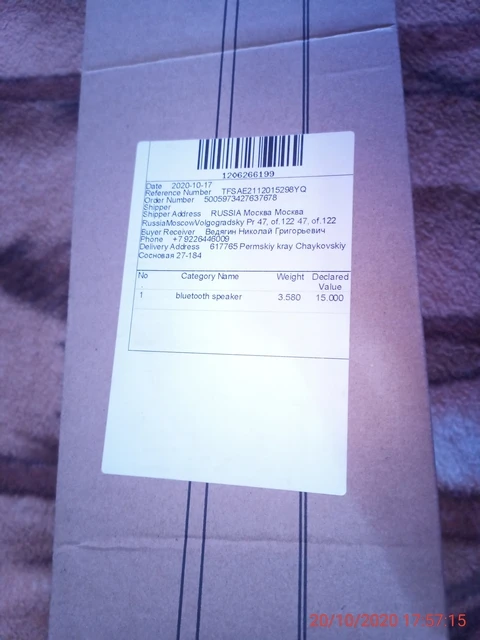 1206266199
Date 2020-10-17
Reference Number TFSAE2112015298YQ
Order Number 5005973427637678
Shipper
Shipper Address RUSSIA Москва Москва
RussiaMoscowVolgogradsky Pr 47, of.122 47, of.122
Buyer Receiver Ведягин Николай Григорьевич
Phone +79226446009
Delivery Address 617765 Permskiy kray Chaykovskiy
Сосновая 27-184
No Category Name Weight Declared Value
1 bluetooth speaker 3.580 15.000
20/10/2020 17:57:15